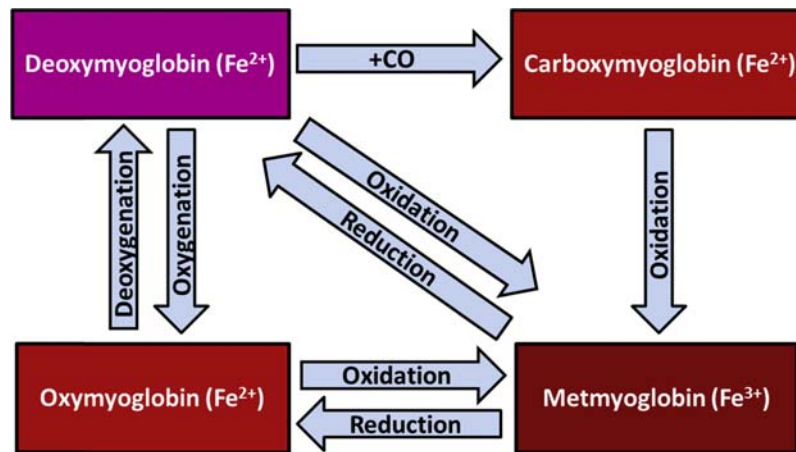 Deoxymyoglobin (Fe²⁺)
+CO
Carboxymyoglobin (Fe²⁺)
Deoxygenation
Oxygenation
Oxidation
Reduction
Oxidation
Oxymyoglobin (Fe²⁺)
Oxidation
Reduction
Metmyoglobin (Fe³⁺)